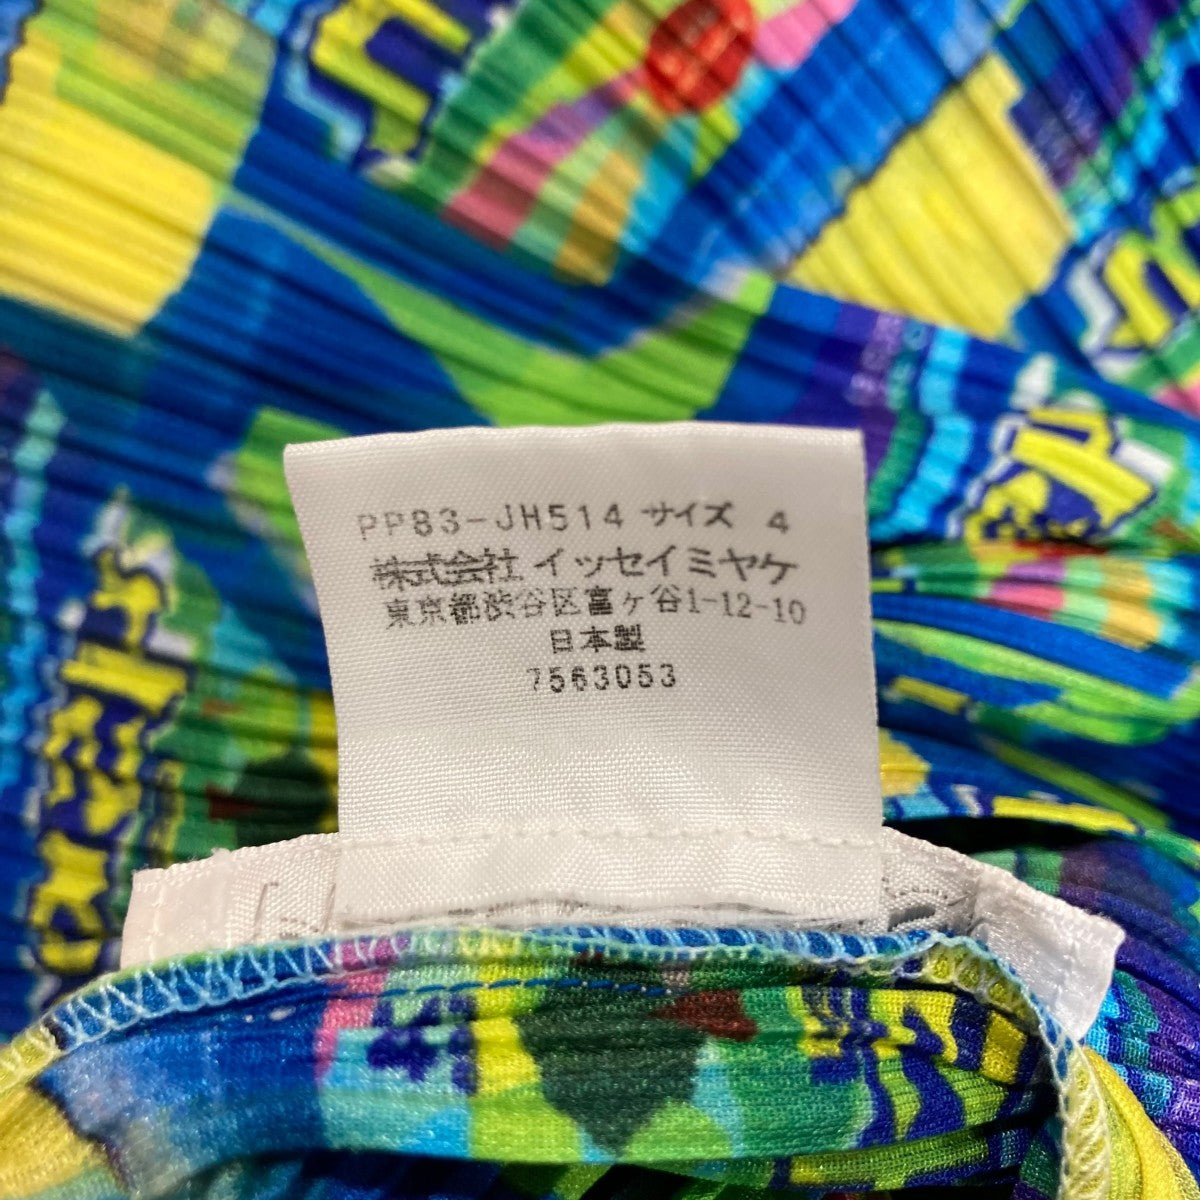 PP83-JH514 サイズ 4
株式会社 イッセイミヤケ
東京都渋谷区富ヶ谷1-12-10
日本製
7563053